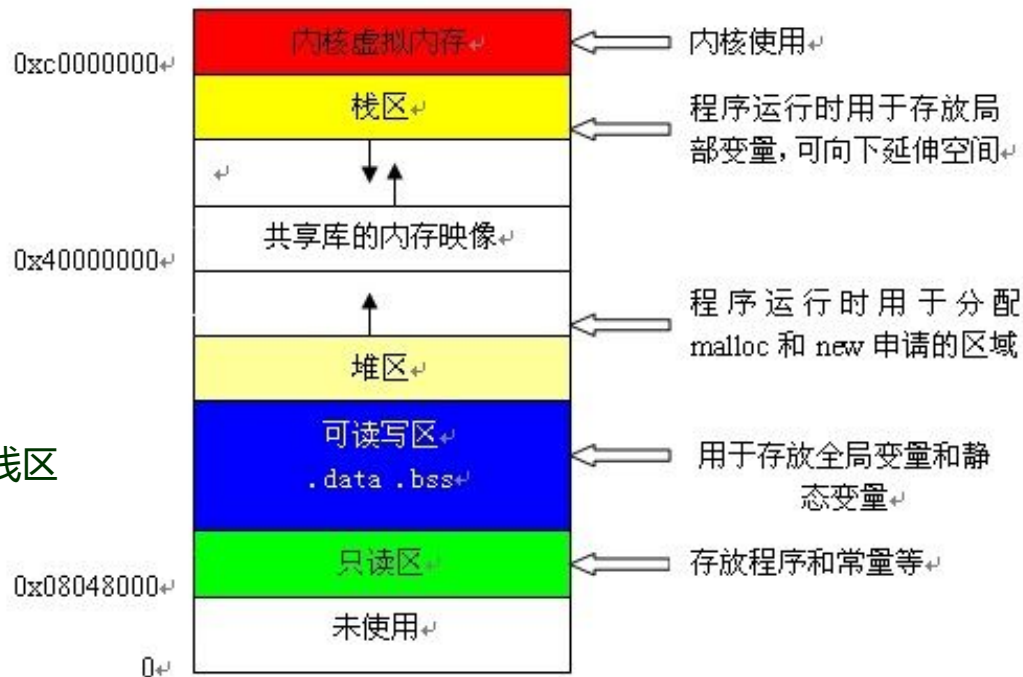 内核虚拟内存
内核使用
0xc0000000
栈区
程序运行时用于存放局
部变量,可向下延伸空间
共享库的内存映像
0x40000000
程序运行时用于分配
malloc 和 new 申请的区域
堆区
可读写区
.data .bss
栈区
用于存放全局变量和静
态变量
只读区
存放程序和常量等
0x08048000
未使用
0